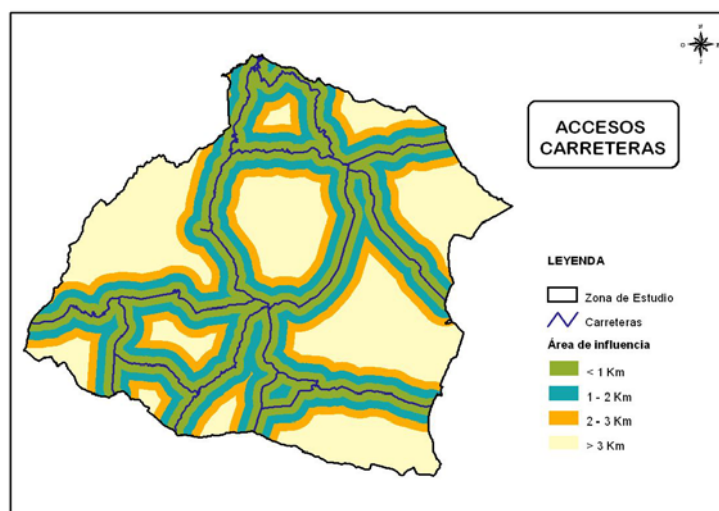 N
O
E
S
ACCESOS
CARRETERAS
LEYENDA
Zona de Estudio
Carreteras
Área de influencia
< 1 Km
1 - 2 Km
2 - 3 Km
> 3 Km